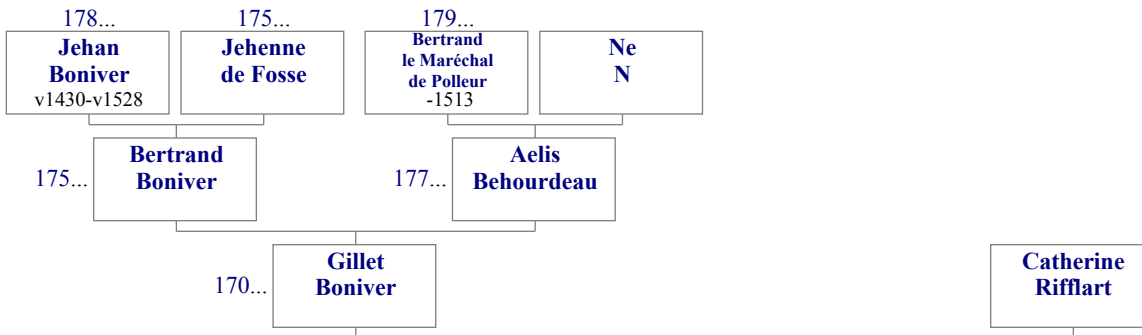 178...
175...
179...
Jehan
Boniver
v1430-v1528
Jehenne
de Fosse
Bertrand
le Maréchal
de Polleur
-1513
Ne
N
175...
Bertrand
Boniver
177...
Aelis
Behourdeau
170...
Gillet
Boniver
Catherine
Rifflart